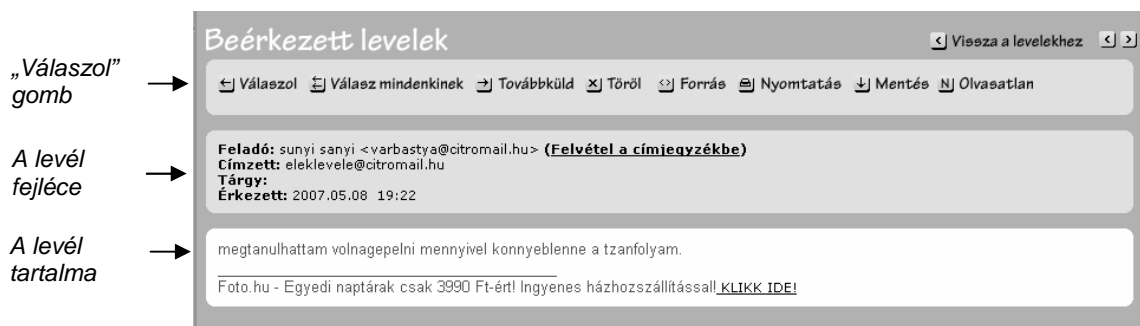 Beérkezett levelek
Vissza a levelekhez
„Válaszol” gomb
Válaszol Válasz mindenkinek Továbbküld Töröl Forrás Nyomtatás Mentés Olvasatlan
A levél fejléce
Feladó: sunyi sanyi <varbastya@citromail.hu> (Felvétel a címjegyzékbe)
Címzett: eleklevele@citromail.hu
Tárgy:
Érkezett: 2007.05.08 19:22
A levél tartalma
megtanulhattam volnagepelni mennyivel konnyeblenne a tzanfolyam.
Foto.hu - Egyedi naptárak csak 3990 Ft-ért! Ingyenes házhozszállítással! KLIKK IDE!